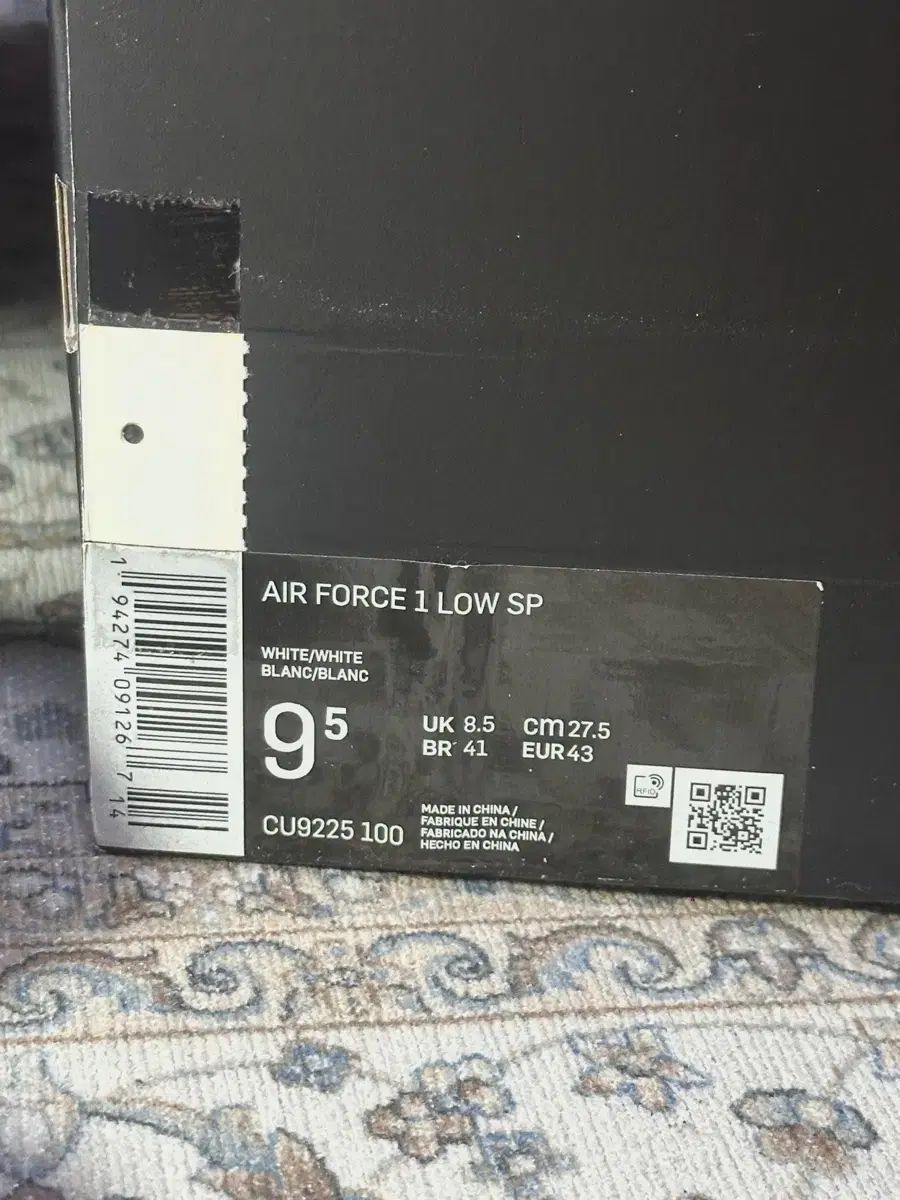 AIR FORCE 1 LOW SP
WHITE/WHITE
BLANC/BLANC
9⁵
UK 8.5 cm 27.5
BR 41 EUR 43
CU9225 100
MADE IN CHINA /
FABRIQUE EN CHINE /
FABRICADO NA CHINA /
HECHO EN CHINA
RFID
1 94274 09126 7 14